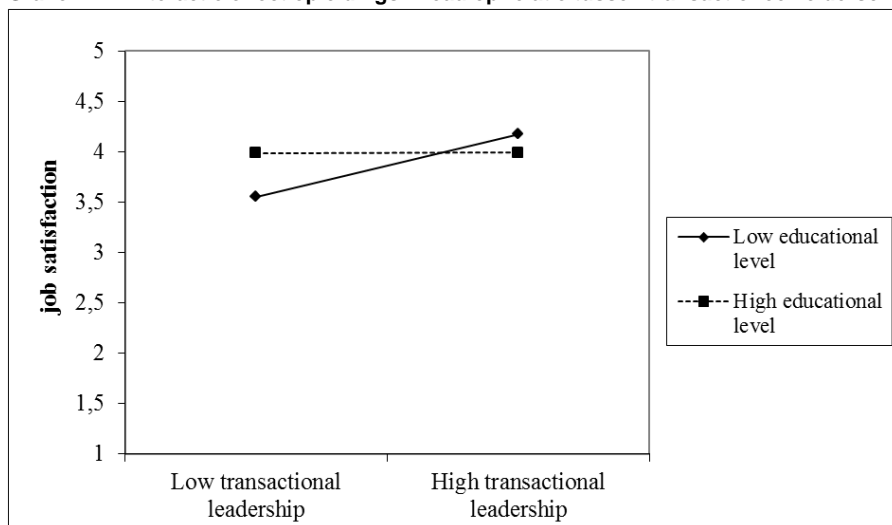 5
4,5
4
3,5
3
2,5
2
1,5
1
job satisfaction
Low transactional
leadership
High transactional
leadership
Low educational
level
High educational
level